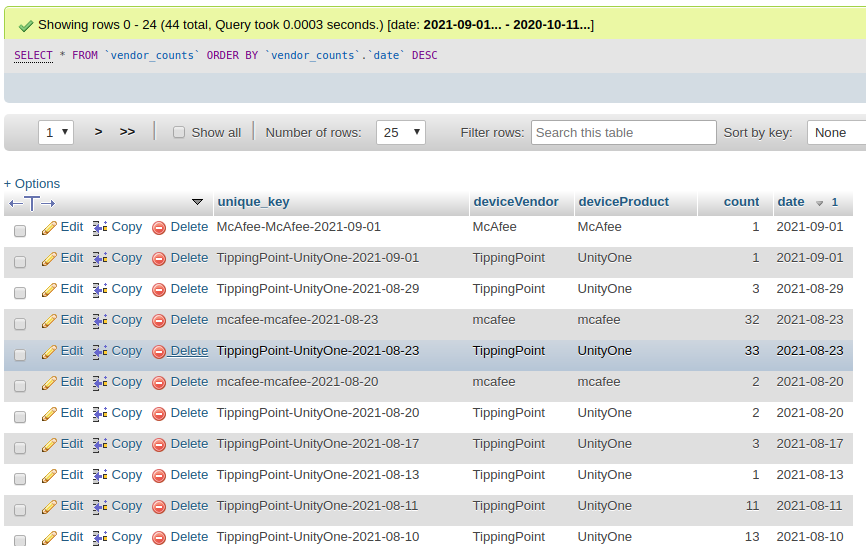 Showing rows 0 - 24 (44 total, Query took 0.0003 seconds.) [date: 2021-09-01... - 2020-10-11...]
SELECT * FROM `vendor_counts` ORDER BY `vendor_counts`.`date` DESC
1 > >> Show all Number of rows: 25 Filter rows: Search this table Sort by key: None
+ Options
unique_key deviceVendor deviceProduct count date 1
Edit Copy Delete McAfee-McAfee-2021-09-01 McAfee McAfee 1 2021-09-01
Edit Copy Delete TippingPoint-UnityOne-2021-09-01 TippingPoint UnityOne 1 2021-09-01
Edit Copy Delete TippingPoint-UnityOne-2021-08-29 TippingPoint UnityOne 3 2021-08-29
Edit Copy Delete mcafee-mcafee-2021-08-23 mcafee mcafee 32 2021-08-23
Edit Copy Delete TippingPoint-UnityOne-2021-08-23 TippingPoint UnityOne 33 2021-08-23
Edit Copy Delete mcafee-mcafee-2021-08-20 mcafee mcafee 2 2021-08-20
Edit Copy Delete TippingPoint-UnityOne-2021-08-20 TippingPoint UnityOne 2 2021-08-20
Edit Copy Delete TippingPoint-UnityOne-2021-08-17 TippingPoint UnityOne 3 2021-08-17
Edit Copy Delete TippingPoint-UnityOne-2021-08-13 TippingPoint UnityOne 1 2021-08-13
Edit Copy Delete TippingPoint-UnityOne-2021-08-11 TippingPoint UnityOne 11 2021-08-11
Edit Copy Delete TippingPoint-UnityOne-2021-08-10 TippingPoint UnityOne 13 2021-08-10